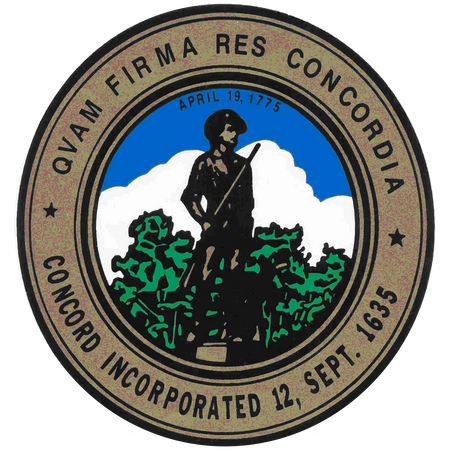 QVAM FIRMA RES CONCORDIA
APRIL 19, 1775
CONCORD INCORPORATED 12, SEPT. 1635